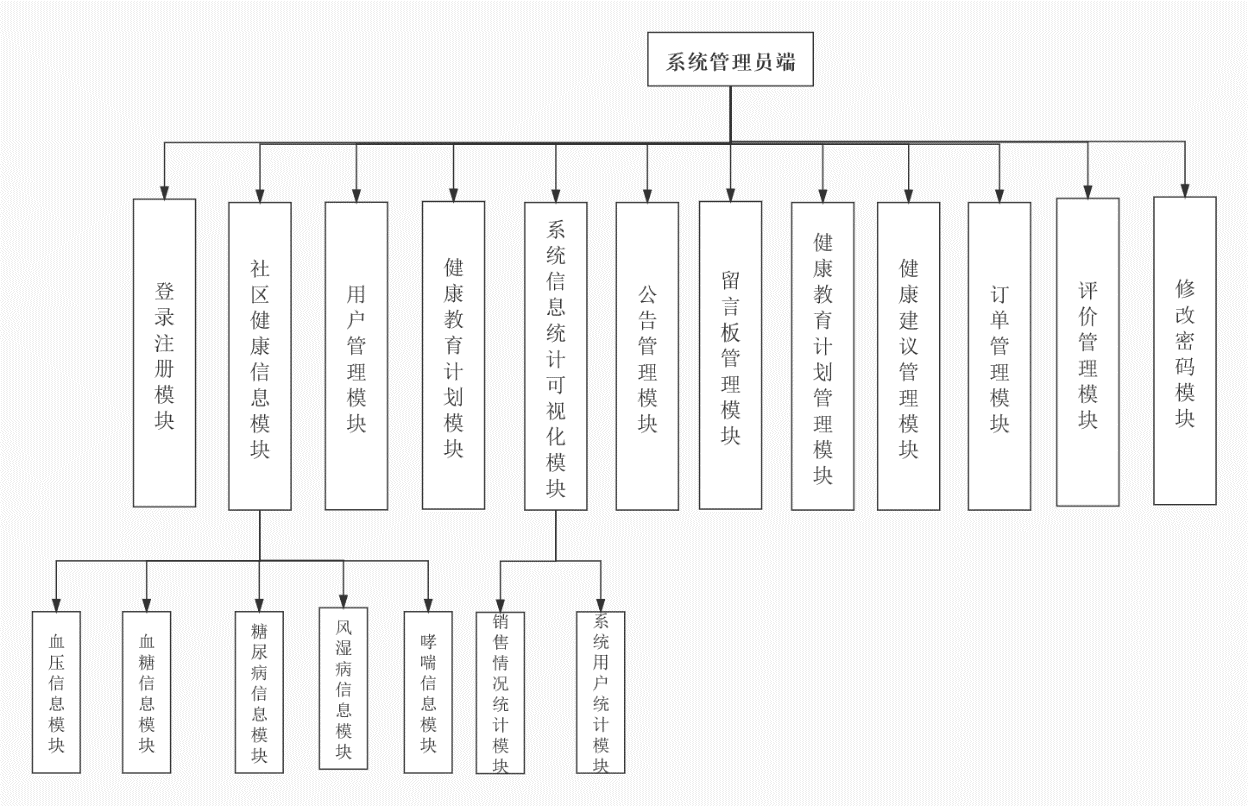 系统管理员端
登录注册模块
社区健康信息模块
用户管理模块
健康教育计划模块
系统信息统计可视化模块
公告管理模块
留言板管理模块
健康教育计划管理模块
健康建议管理模块
订单管理模块
评价管理模块
修改密码模块
血压信息模块
血糖信息模块
糖尿病信息模块
风湿病信息模块
哮喘信息模块
销售情况统计模块
系统用户统计模块